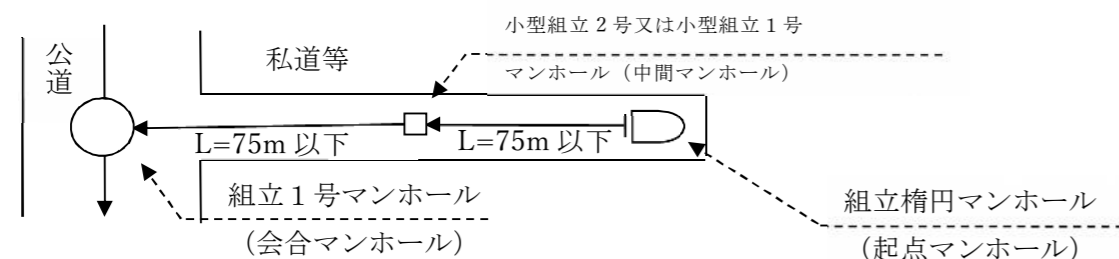 小型組立２号又は小型組立１号
マンホール（中間マンホール）
公道
私道等
L=75m 以下
L=75m 以下
組立１号マンホール
（会合マンホール）
組立楕円マンホール
（起点マンホール）